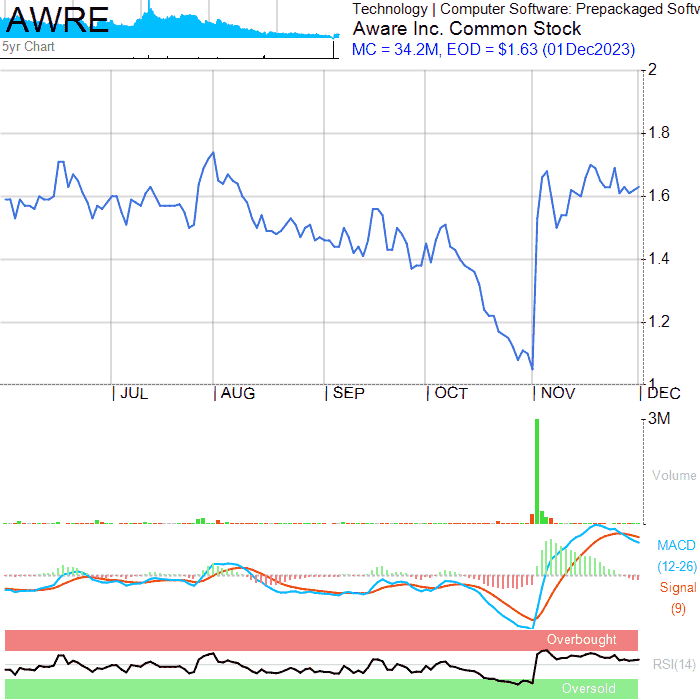 AWRE
5yr Chart
Technology | Computer Software: Prepackaged Softw
Aware Inc. Common Stock
MC = 34.2M, EOD = $1.63 (01Dec2023)
2
1.8
1.6
1.4
1.2
1
JUL AUG SEP OCT NOV DEC
3M
Volume
MACD
(12-26)
Signal
(9)
Overbought
RSI(14)
Oversold